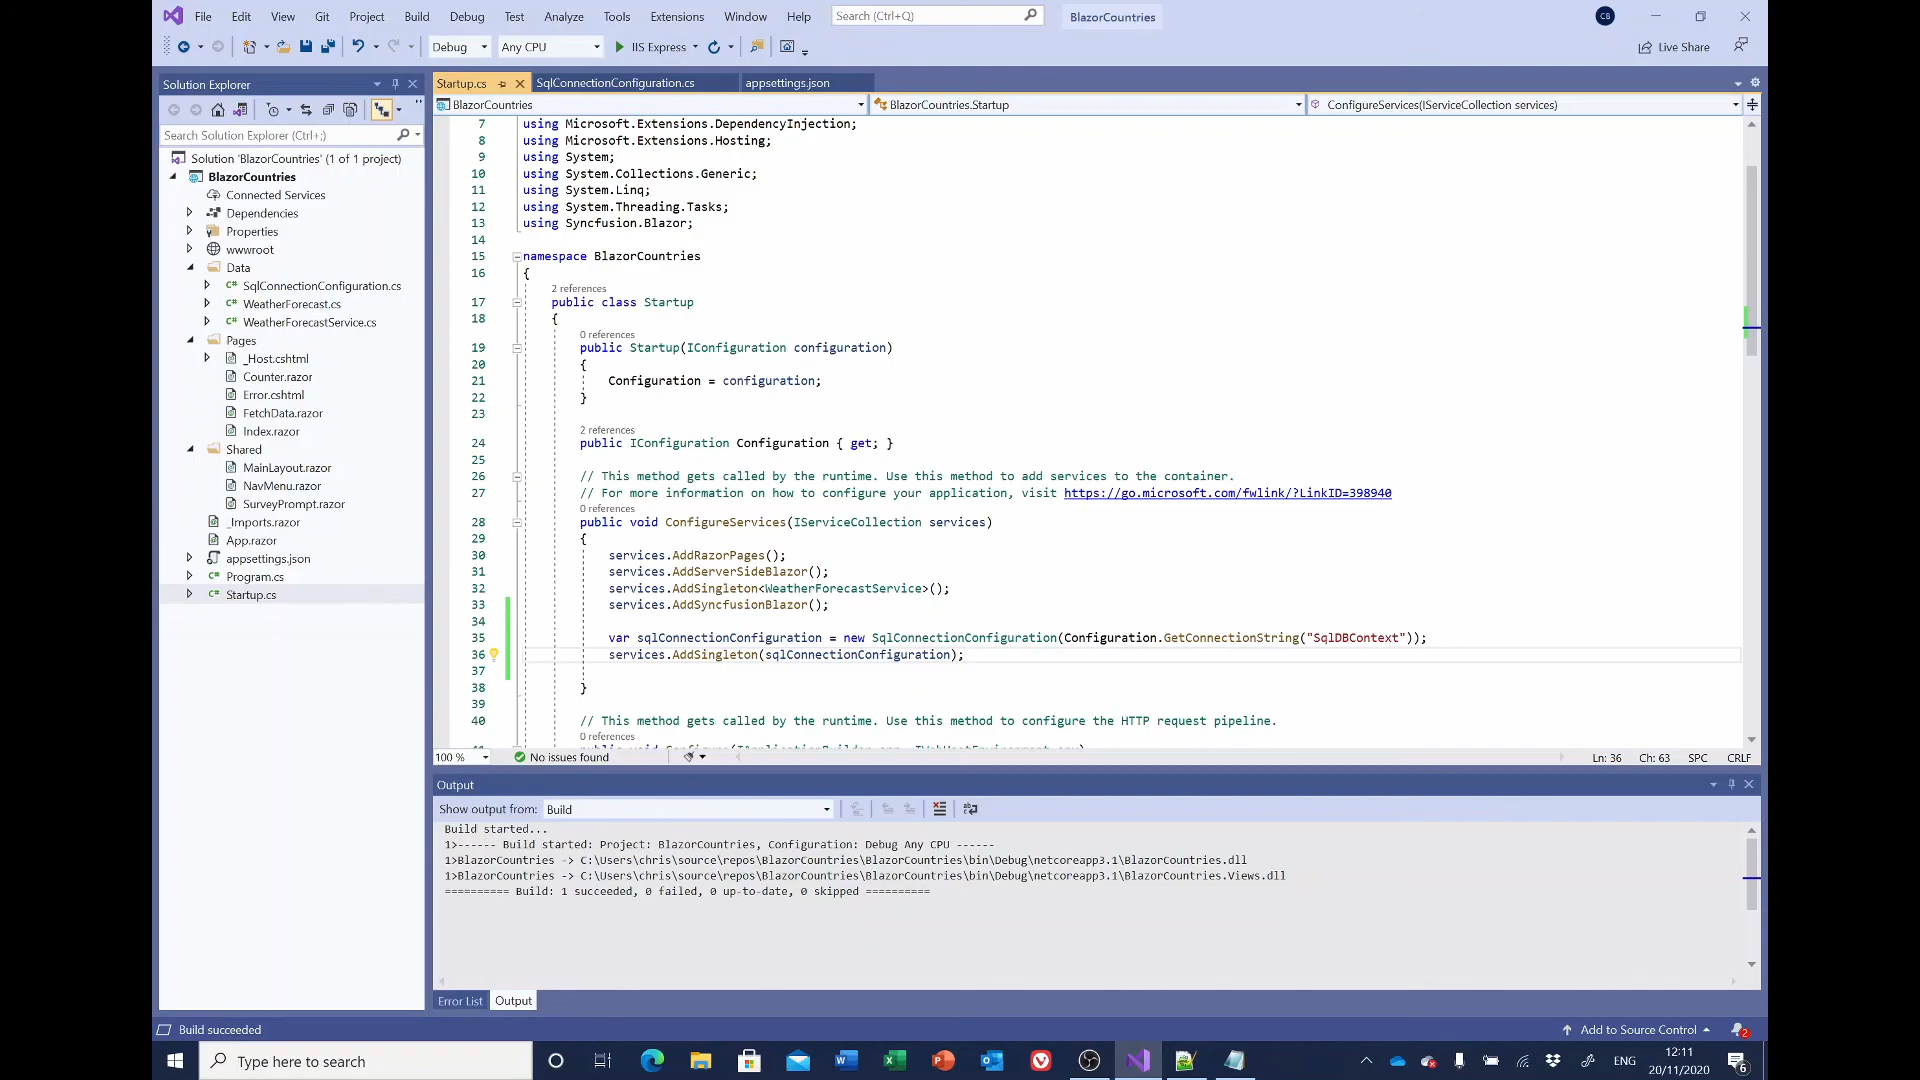 File Edit View Git Project Build Debug Test Analyze Tools Extensions Window Help Search (Ctrl+Q) BlazorCountries CB
Debug Any CPU IIS Express Live Share
Solution Explorer
Search Solution Explorer (Ctrl+;)
Solution 'BlazorCountries' (1 of 1 project)
BlazorCountries
Connected Services
Dependencies
Properties
wwwroot
Data
SqlConnectionConfiguration.cs
WeatherForecast.cs
WeatherForecastService.cs
Pages
_Host.cshtml
Counter.razor
Error.cshtml
FetchData.razor
Index.razor
Shared
MainLayout.razor
NavMenu.razor
SurveyPrompt.razor
_Imports.razor
App.razor
appsettings.json
Program.cs
Startup.cs
Startup.cs SqlConnectionConfiguration.cs appsettings.json
BlazorCountries BlazorCountries.Startup ConfigureServices(IServiceCollection services)
7 using Microsoft.Extensions.DependencyInjection;
8 using Microsoft.Extensions.Hosting;
9 using System;
10 using System.Collections.Generic;
11 using System.Linq;
12 using System.Threading.Tasks;
13 using Syncfusion.Blazor;
14
15 namespace BlazorCountries
16 {
2 references
17 public class Startup
18 {
0 references
19 public Startup(IConfiguration configuration)
20 {
21 Configuration = configuration;
22 }
23
2 references
24 public IConfiguration Configuration { get; }
25
26 // This method gets called by the runtime. Use this method to add services to the container.
27 // For more information on how to configure your application, visit https://go.microsoft.com/fwlink/?LinkID=398940
0 references
28 public void ConfigureServices(IServiceCollection services)
29 {
30 services.AddRazorPages();
31 services.AddServerSideBlazor();
32 services.AddSingleton<WeatherForecastService>();
33 services.AddSyncfusionBlazor();
34
35 var sqlConnectionConfiguration = new SqlConnectionConfiguration(Configuration.GetConnectionString("SqlDBContext"));
36 services.AddSingleton(sqlConnectionConfiguration);
37
38 }
39
40 // This method gets called by the runtime. Use this method to configure the HTTP request pipeline.
0 references
100 % No issues found Ln: 36 Ch: 63 SPC CRLF
Output
Show output from: Build
Build started...
1>------ Build started: Project: BlazorCountries, Configuration: Debug Any CPU ------
1>BlazorCountries -> C:\Users\chris\source\repos\BlazorCountries\BlazorCountries\bin\Debug\netcoreapp3.1\BlazorCountries.dll
1>BlazorCountries -> C:\Users\chris\source\repos\BlazorCountries\BlazorCountries\bin\Debug\netcoreapp3.1\BlazorCountries.Views.dll
========== Build: 1 succeeded, 0 failed, 0 up-to-date, 0 skipped ==========
Error List Output
Build succeeded Add to Source Control 2
Type here to search ENG 12:11
20/11/2020 6